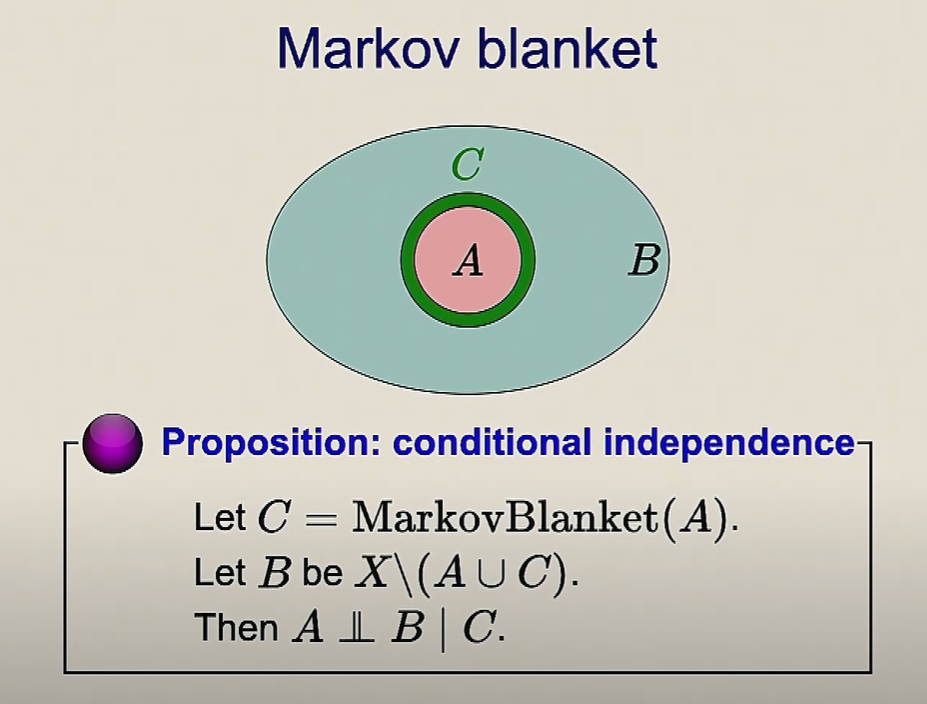 Markov blanket
C
A
B
Proposition: conditional independence
Let C = MarkovBlanket(A).
Let B be X\(A ∪ C).
Then A ⫫ B | C.